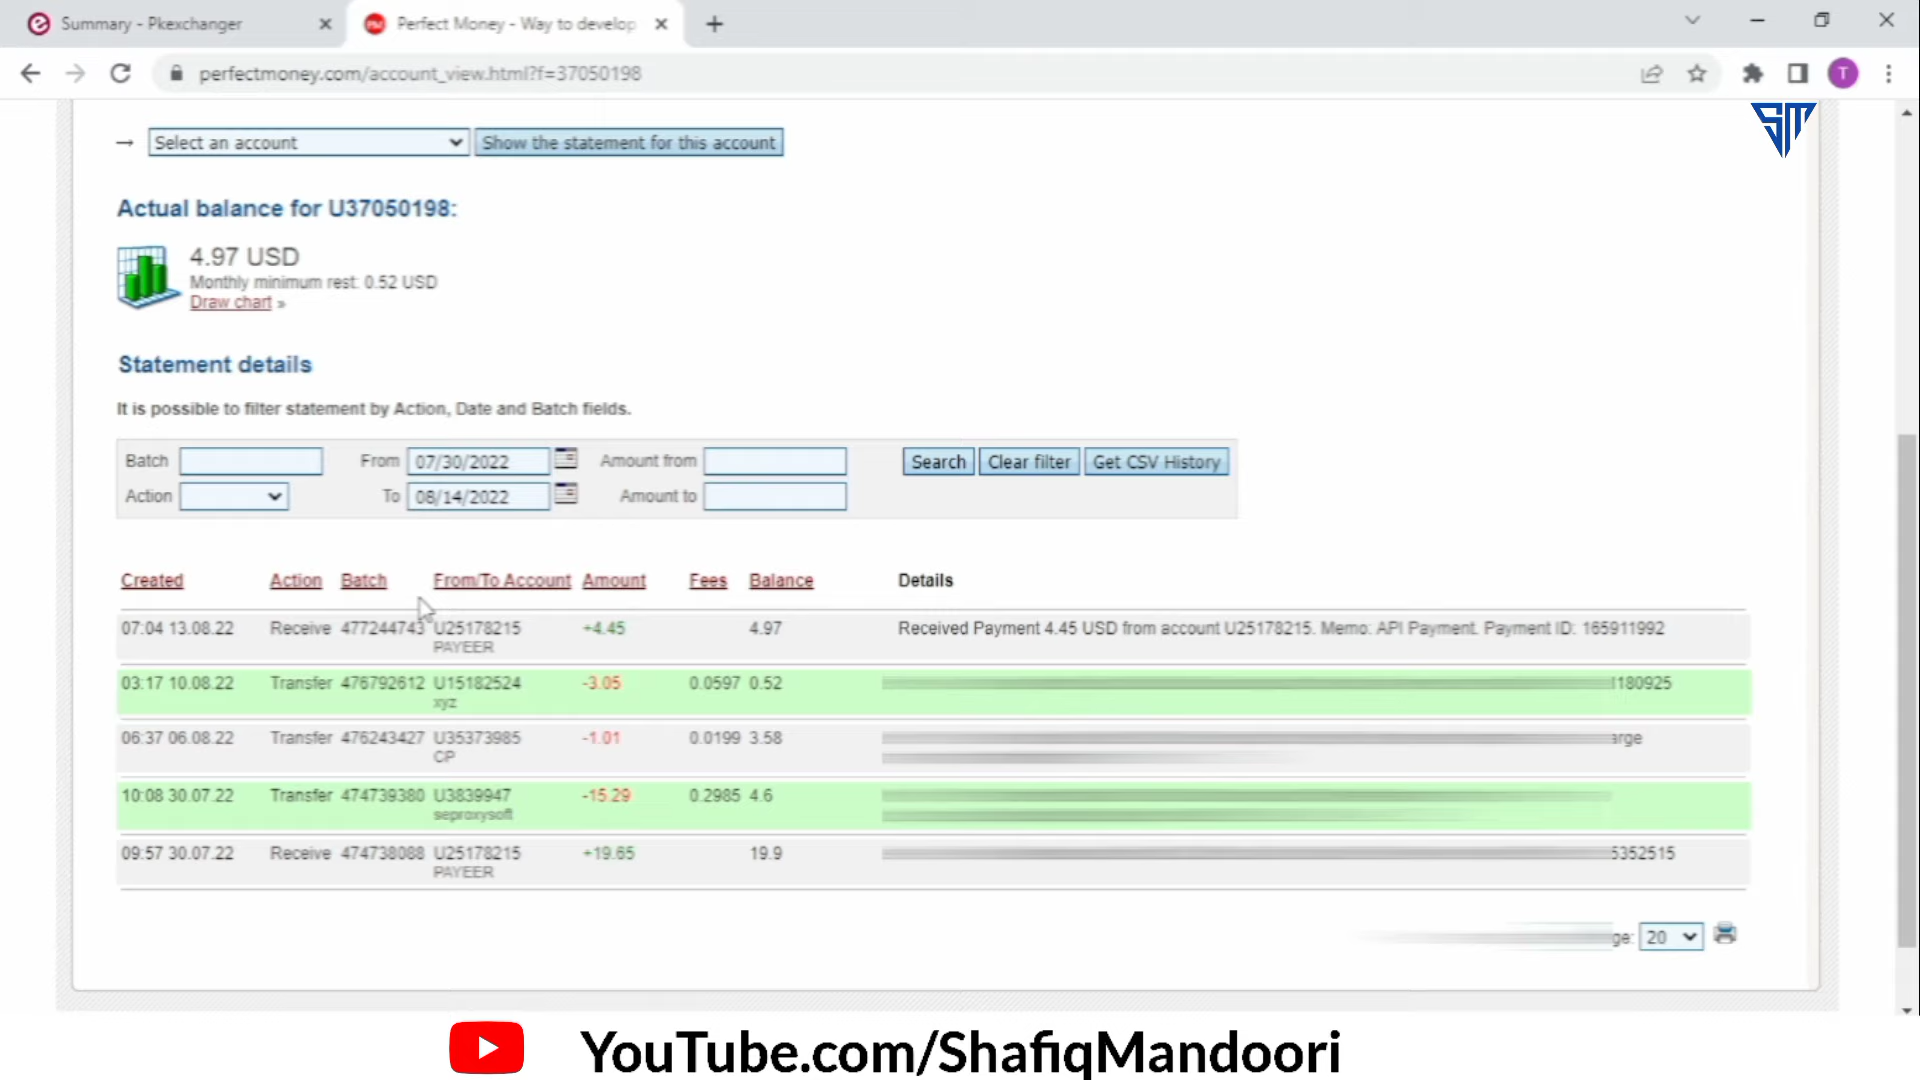 Summary - Pkexchanger
Perfect Money - Way to develop
perfectmoney.com/account_view.html?f=37050198
T
SM
→ Select an account Show the statement for this account
Actual balance for U37050198:
4.97 USD
Monthly minimum rest: 0.52 USD
Draw chart »
Statement details
It is possible to filter statement by Action, Date and Batch fields.
Batch From 07/30/2022 Amount from Search Clear filter Get CSV History
Action To 08/14/2022 Amount to
Created Action Batch From/To Account Amount Fees Balance Details
07:04 13.08.22 Receive 477244743 U25178215 +4.45 4.97 Received Payment 4.45 USD from account U25178215. Memo: API Payment. Payment ID: 165911992
PAYEER
03:17 10.08.22 Transfer 476792612 U15182524 -3.05 0.0597 0.52 180925
xyz
06:37 06.08.22 Transfer 476243427 U35373985 -1.01 0.0199 3.58 arge
CP
10:08 30.07.22 Transfer 474739380 U3839947 -15.29 0.2985 4.6
seproxysoft
09:57 30.07.22 Receive 474738088 U25178215 +19.65 19.9 5352515
PAYEER
ge: 20
YouTube.com/ShafiqMandoori